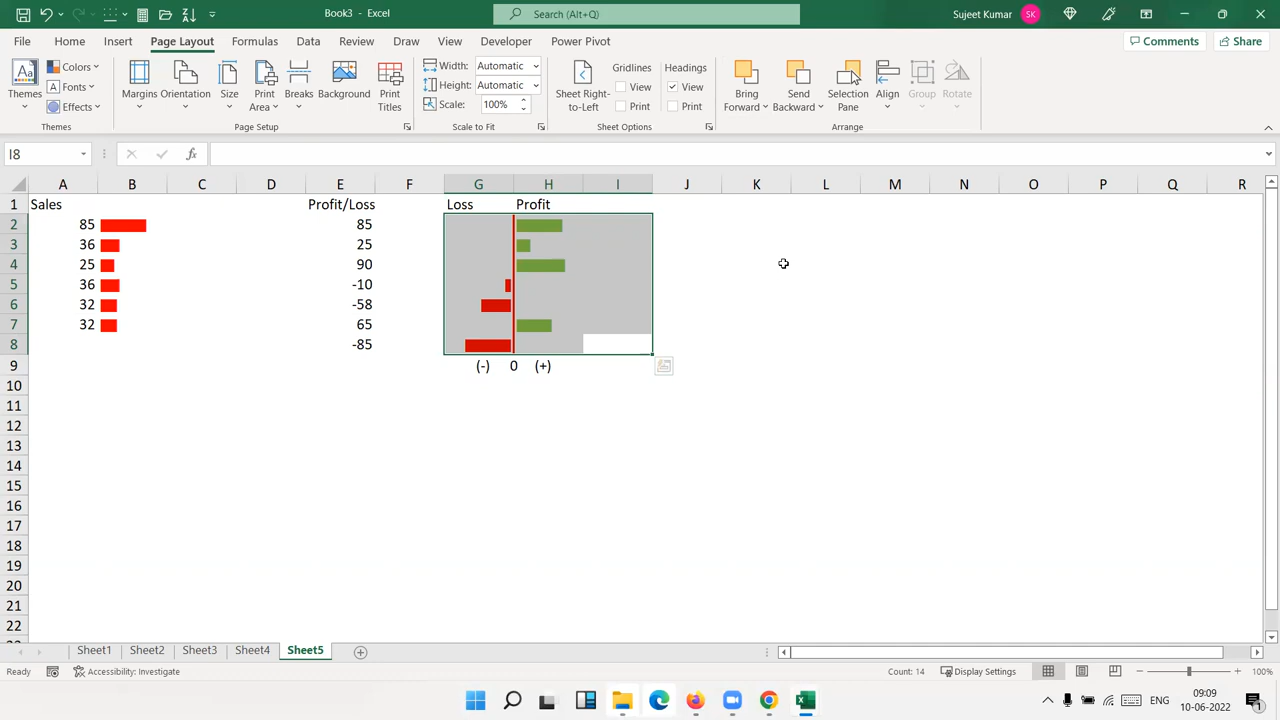 Book3 - Excel
Search (Alt+Q)
Sujeet Kumar
SK
File Home Insert Page Layout Formulas Data Review View Draw Developer Power Pivot
Comments
Share
Themes
Colors
Fonts
Effects
Themes
Margins
Orientation
Size
Print Area
Breaks
Background
Print Titles
Page Setup
Width: Automatic
Height: Automatic
Scale: 100%
Scale to Fit
Sheet Right-to-Left
Gridlines
View
Print
Headings
View
Print
Sheet Options
Bring Forward
Send Backward
Selection Pane
Align
Group
Rotate
Arrange
I8
fx
A B C D E F G H I J K L M N O P Q R
1 Sales Profit/Loss Loss Profit
2 85 85
3 36 25
4 25 90
5 36 -10
6 32 -58
7 32 65
8 -85
9 (-) 0 (+)
10
11
12
13
14
15
16
17
18
19
20
21
22
Sheet1 Sheet2 Sheet3 Sheet4 Sheet5
Ready
Accessibility: Investigate
Count: 14
Display Settings
100%
ENG
09:09
10-06-2022
1